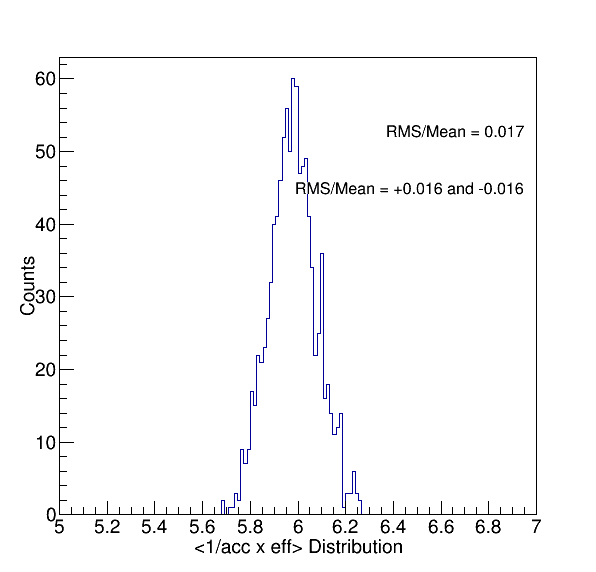 60
RMS/Mean = 0.017
50
RMS/Mean = +0.016 and -0.016
40
Counts
30
20
10
0
5 5.2 5.4 5.6 5.8 6 6.2 6.4 6.6 6.8 7
<1/acc x eff> Distribution